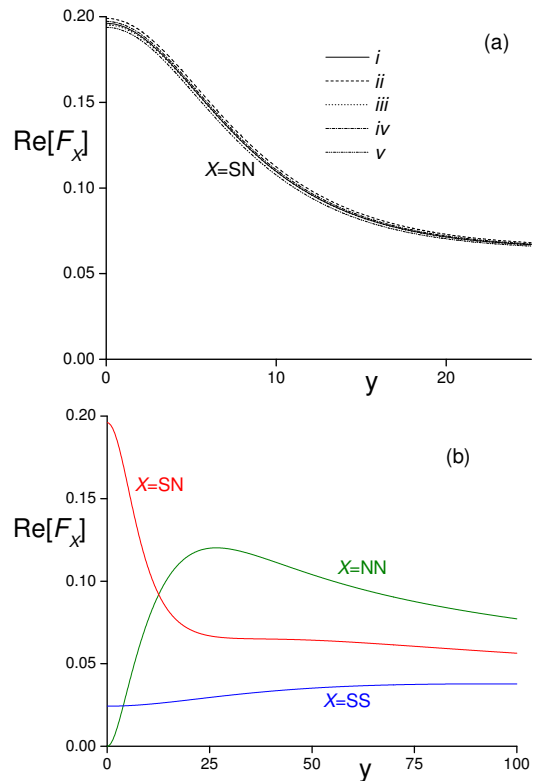 0.20
(a)
i
ii
0.15
iii
Re[F_X]
iv
v
X=SN
0.10
0.05
0.00
0
10
20
y
0.20
(b)
X=SN
0.15
Re[F_X]
X=NN
0.10
0.05
X=SS
0.00
0
25
50
75
100
y